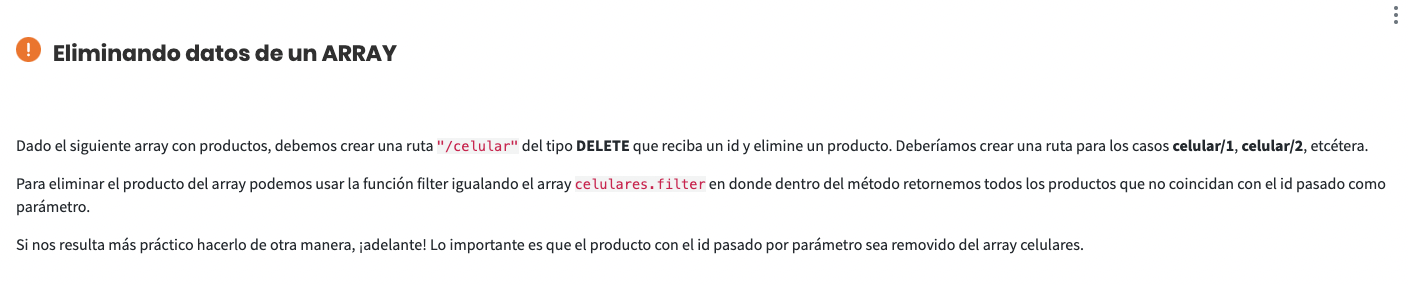 Eliminando datos de un ARRAY
Dado el siguiente array con productos, debemos crear una ruta "/celular" del tipo DELETE que reciba un id y elimine un producto. Deberíamos crear una ruta para los casos celular/1, celular/2, etcétera.
Para eliminar el producto del array podemos usar la función filter igualando el array celulares.filter en donde dentro del método retornemos todos los productos que no coincidan con el id pasado como
parámetro.
Si nos resulta más práctico hacerlo de otra manera, ¡adelante! Lo importante es que el producto con el id pasado por parámetro sea removido del array celulares.